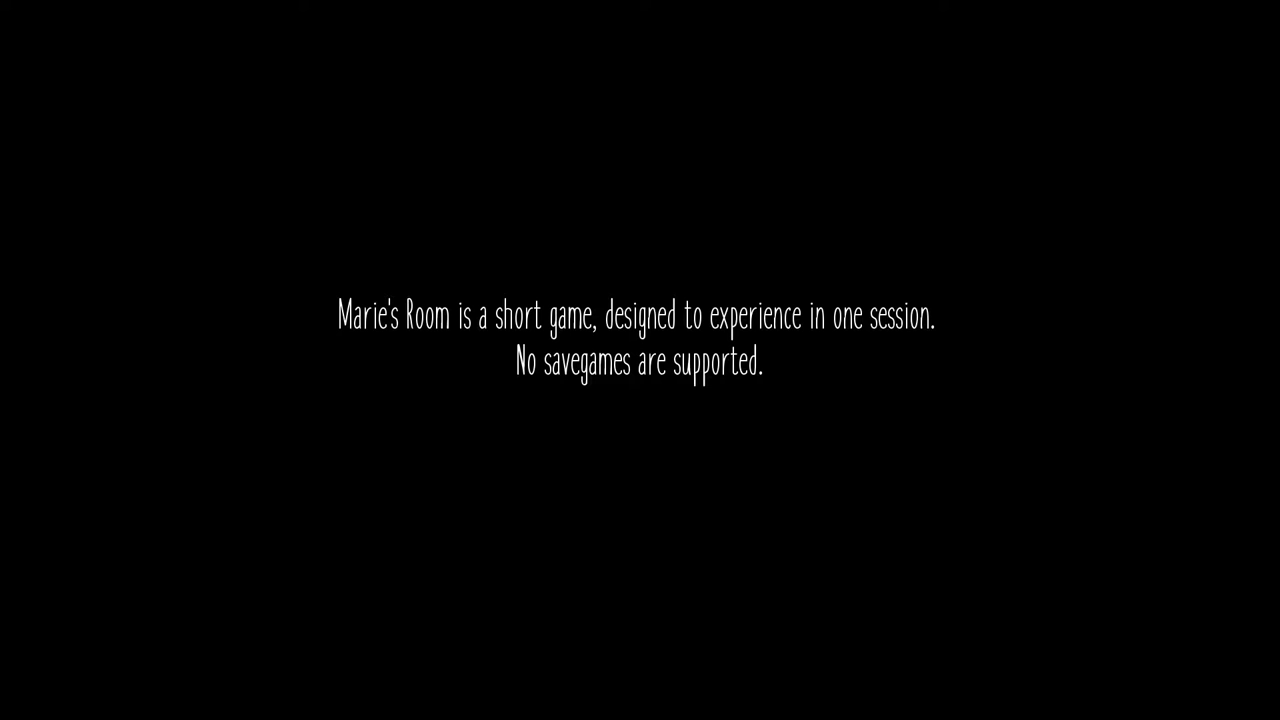 Marie's Room is a short game, designed to experience in one session.
No savegames are supported.